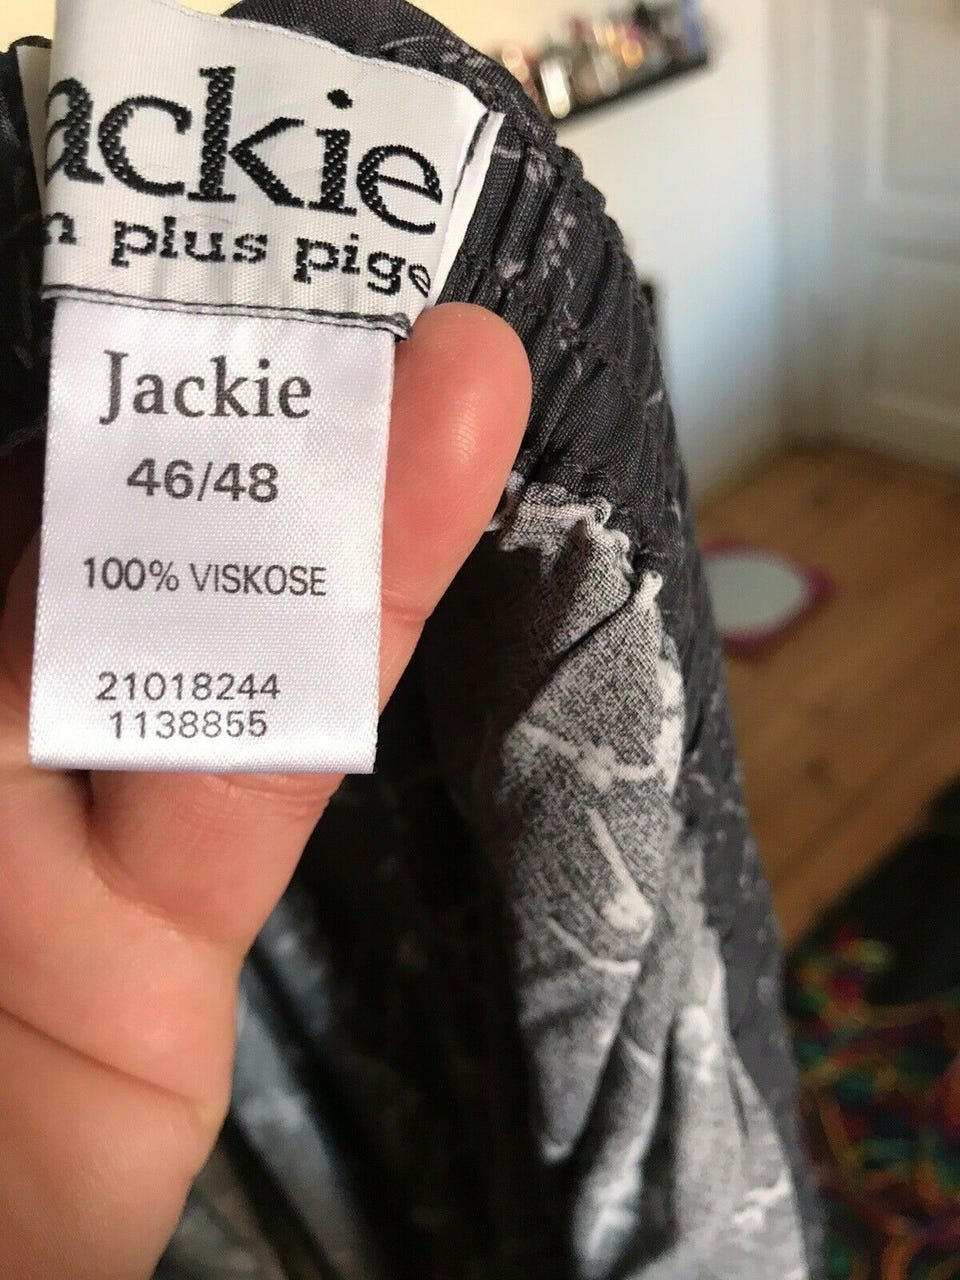 ackie
n plus pige
Jackie
46/48
100% VISKOSE
21018244
1138855